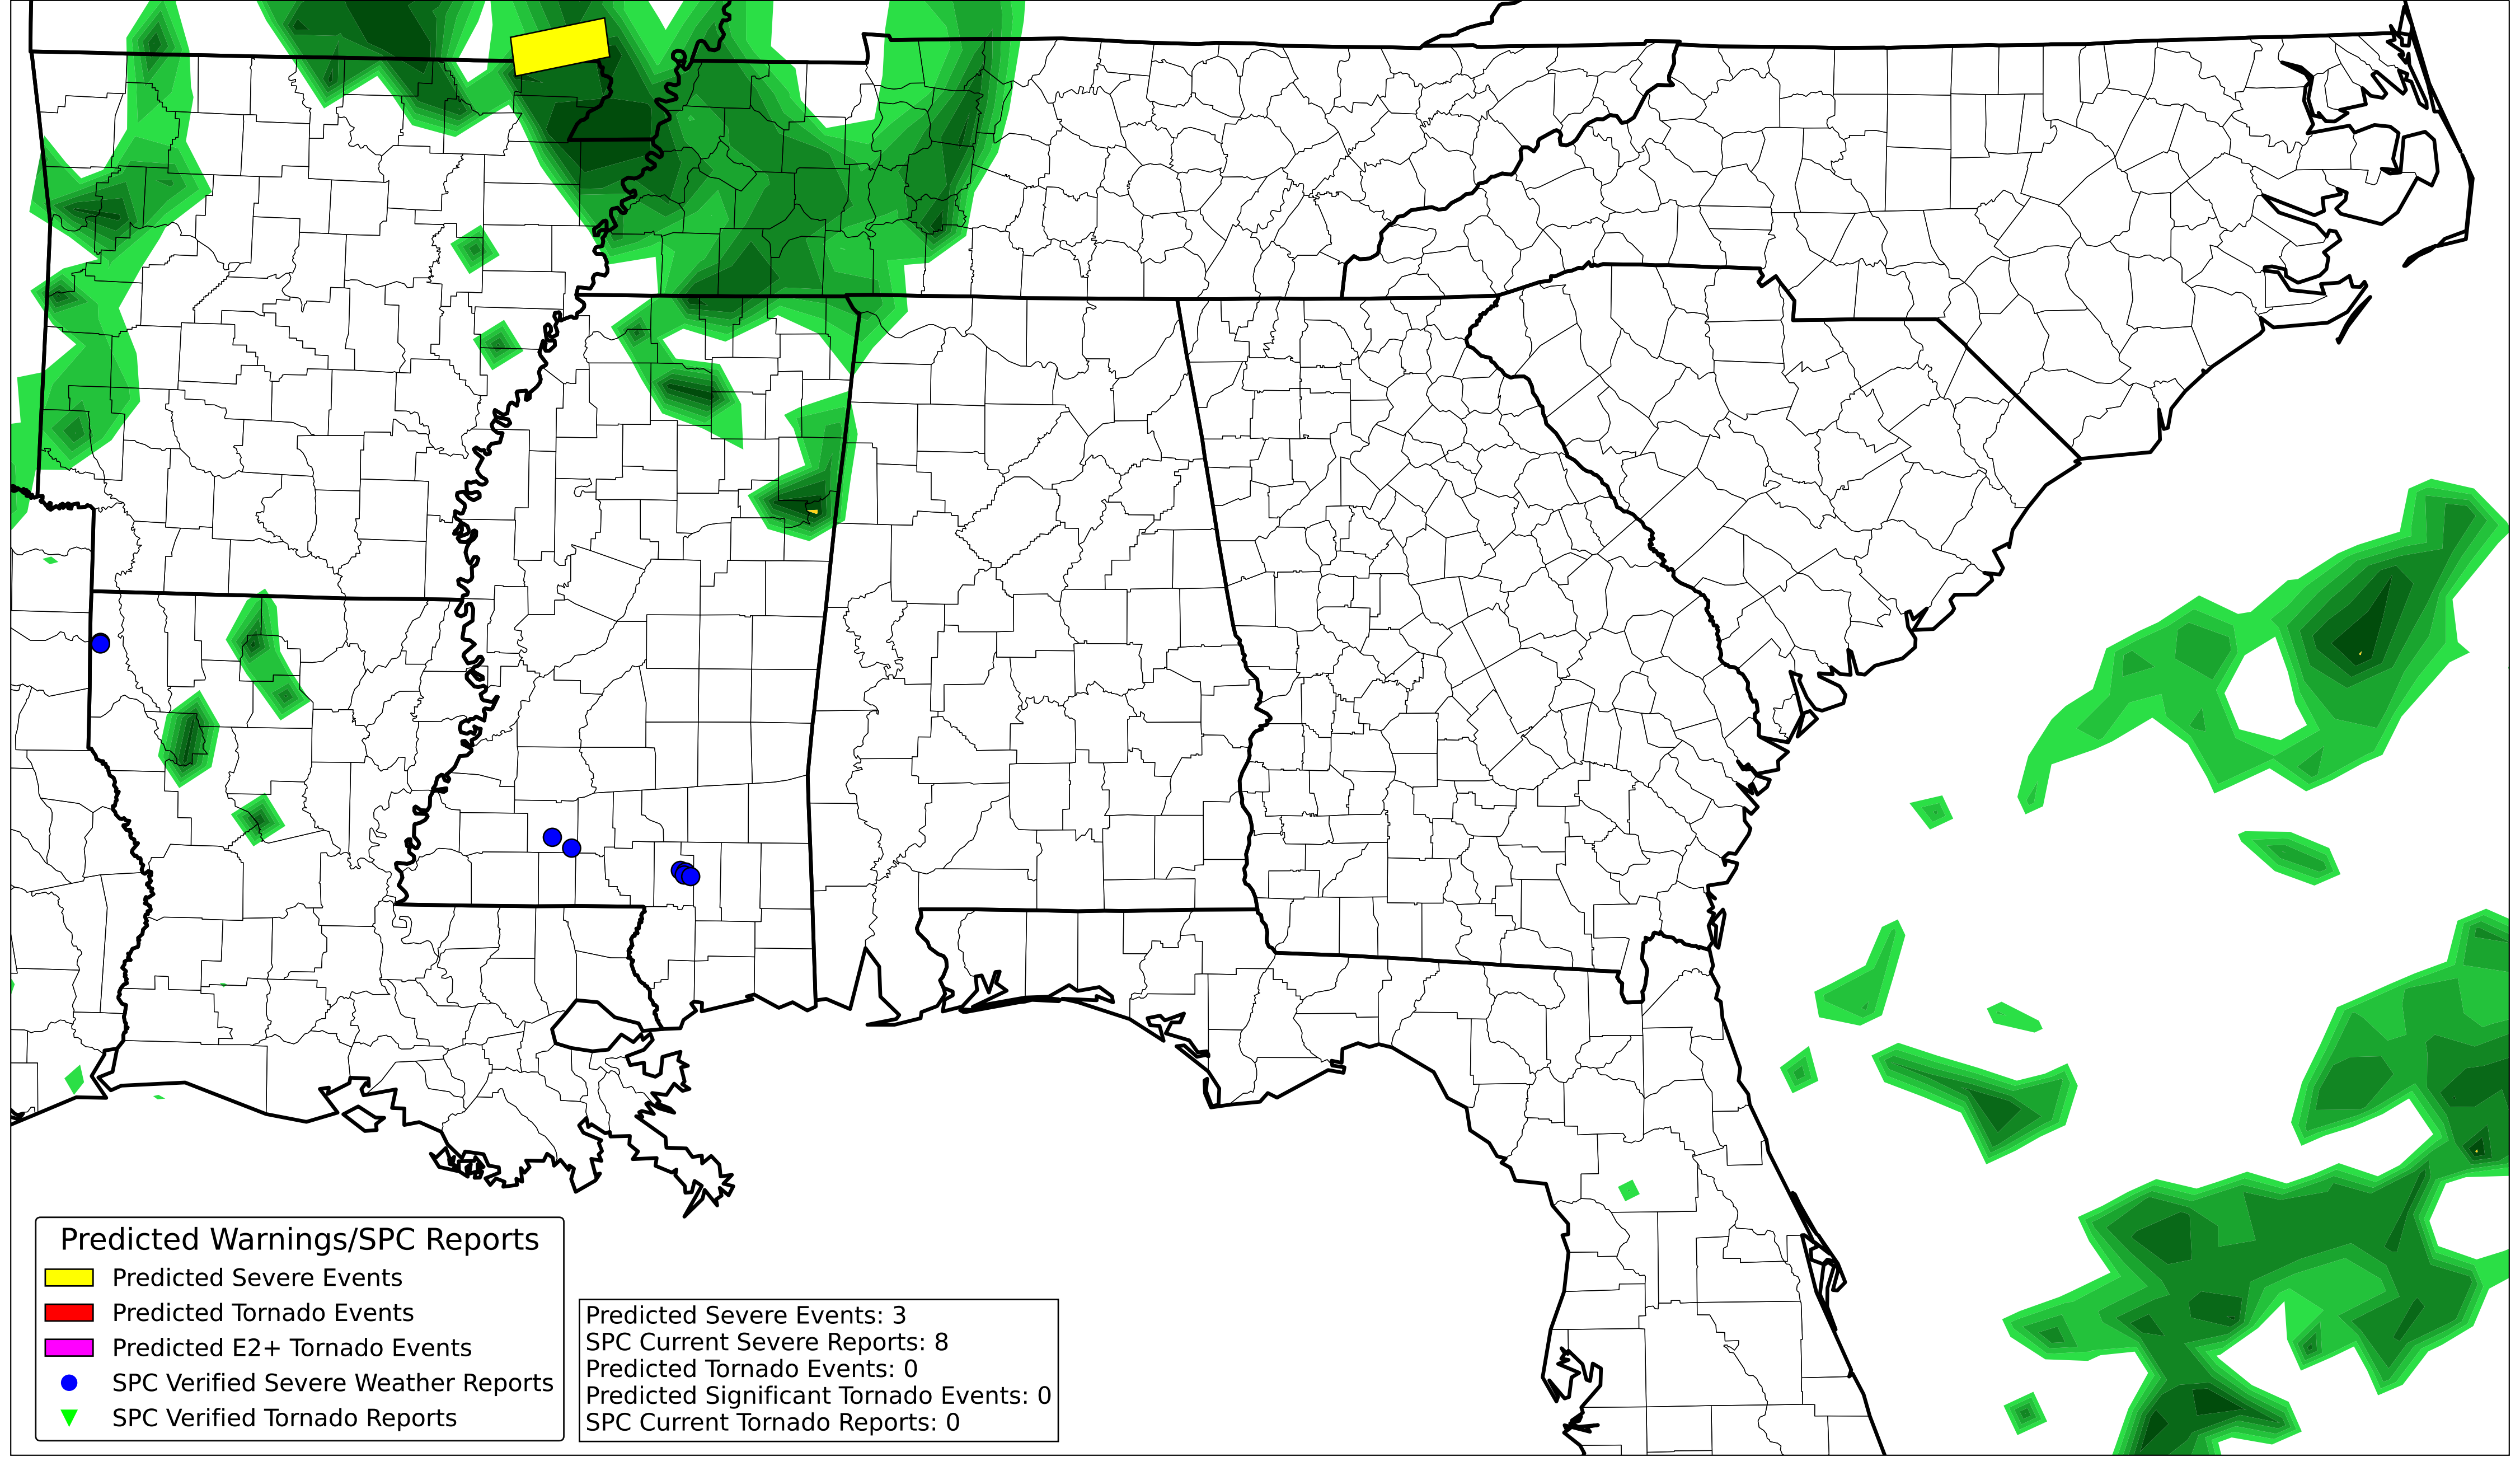 Predicted Warnings/SPC Reports
Predicted Severe Events
Predicted Tornado Events
Predicted E2+ Tornado Events
SPC Verified Severe Weather Reports
SPC Verified Tornado Reports
Predicted Severe Events: 3
SPC Current Severe Reports: 8
Predicted Tornado Events: 0
Predicted Significant Tornado Events: 0
SPC Current Tornado Reports: 0